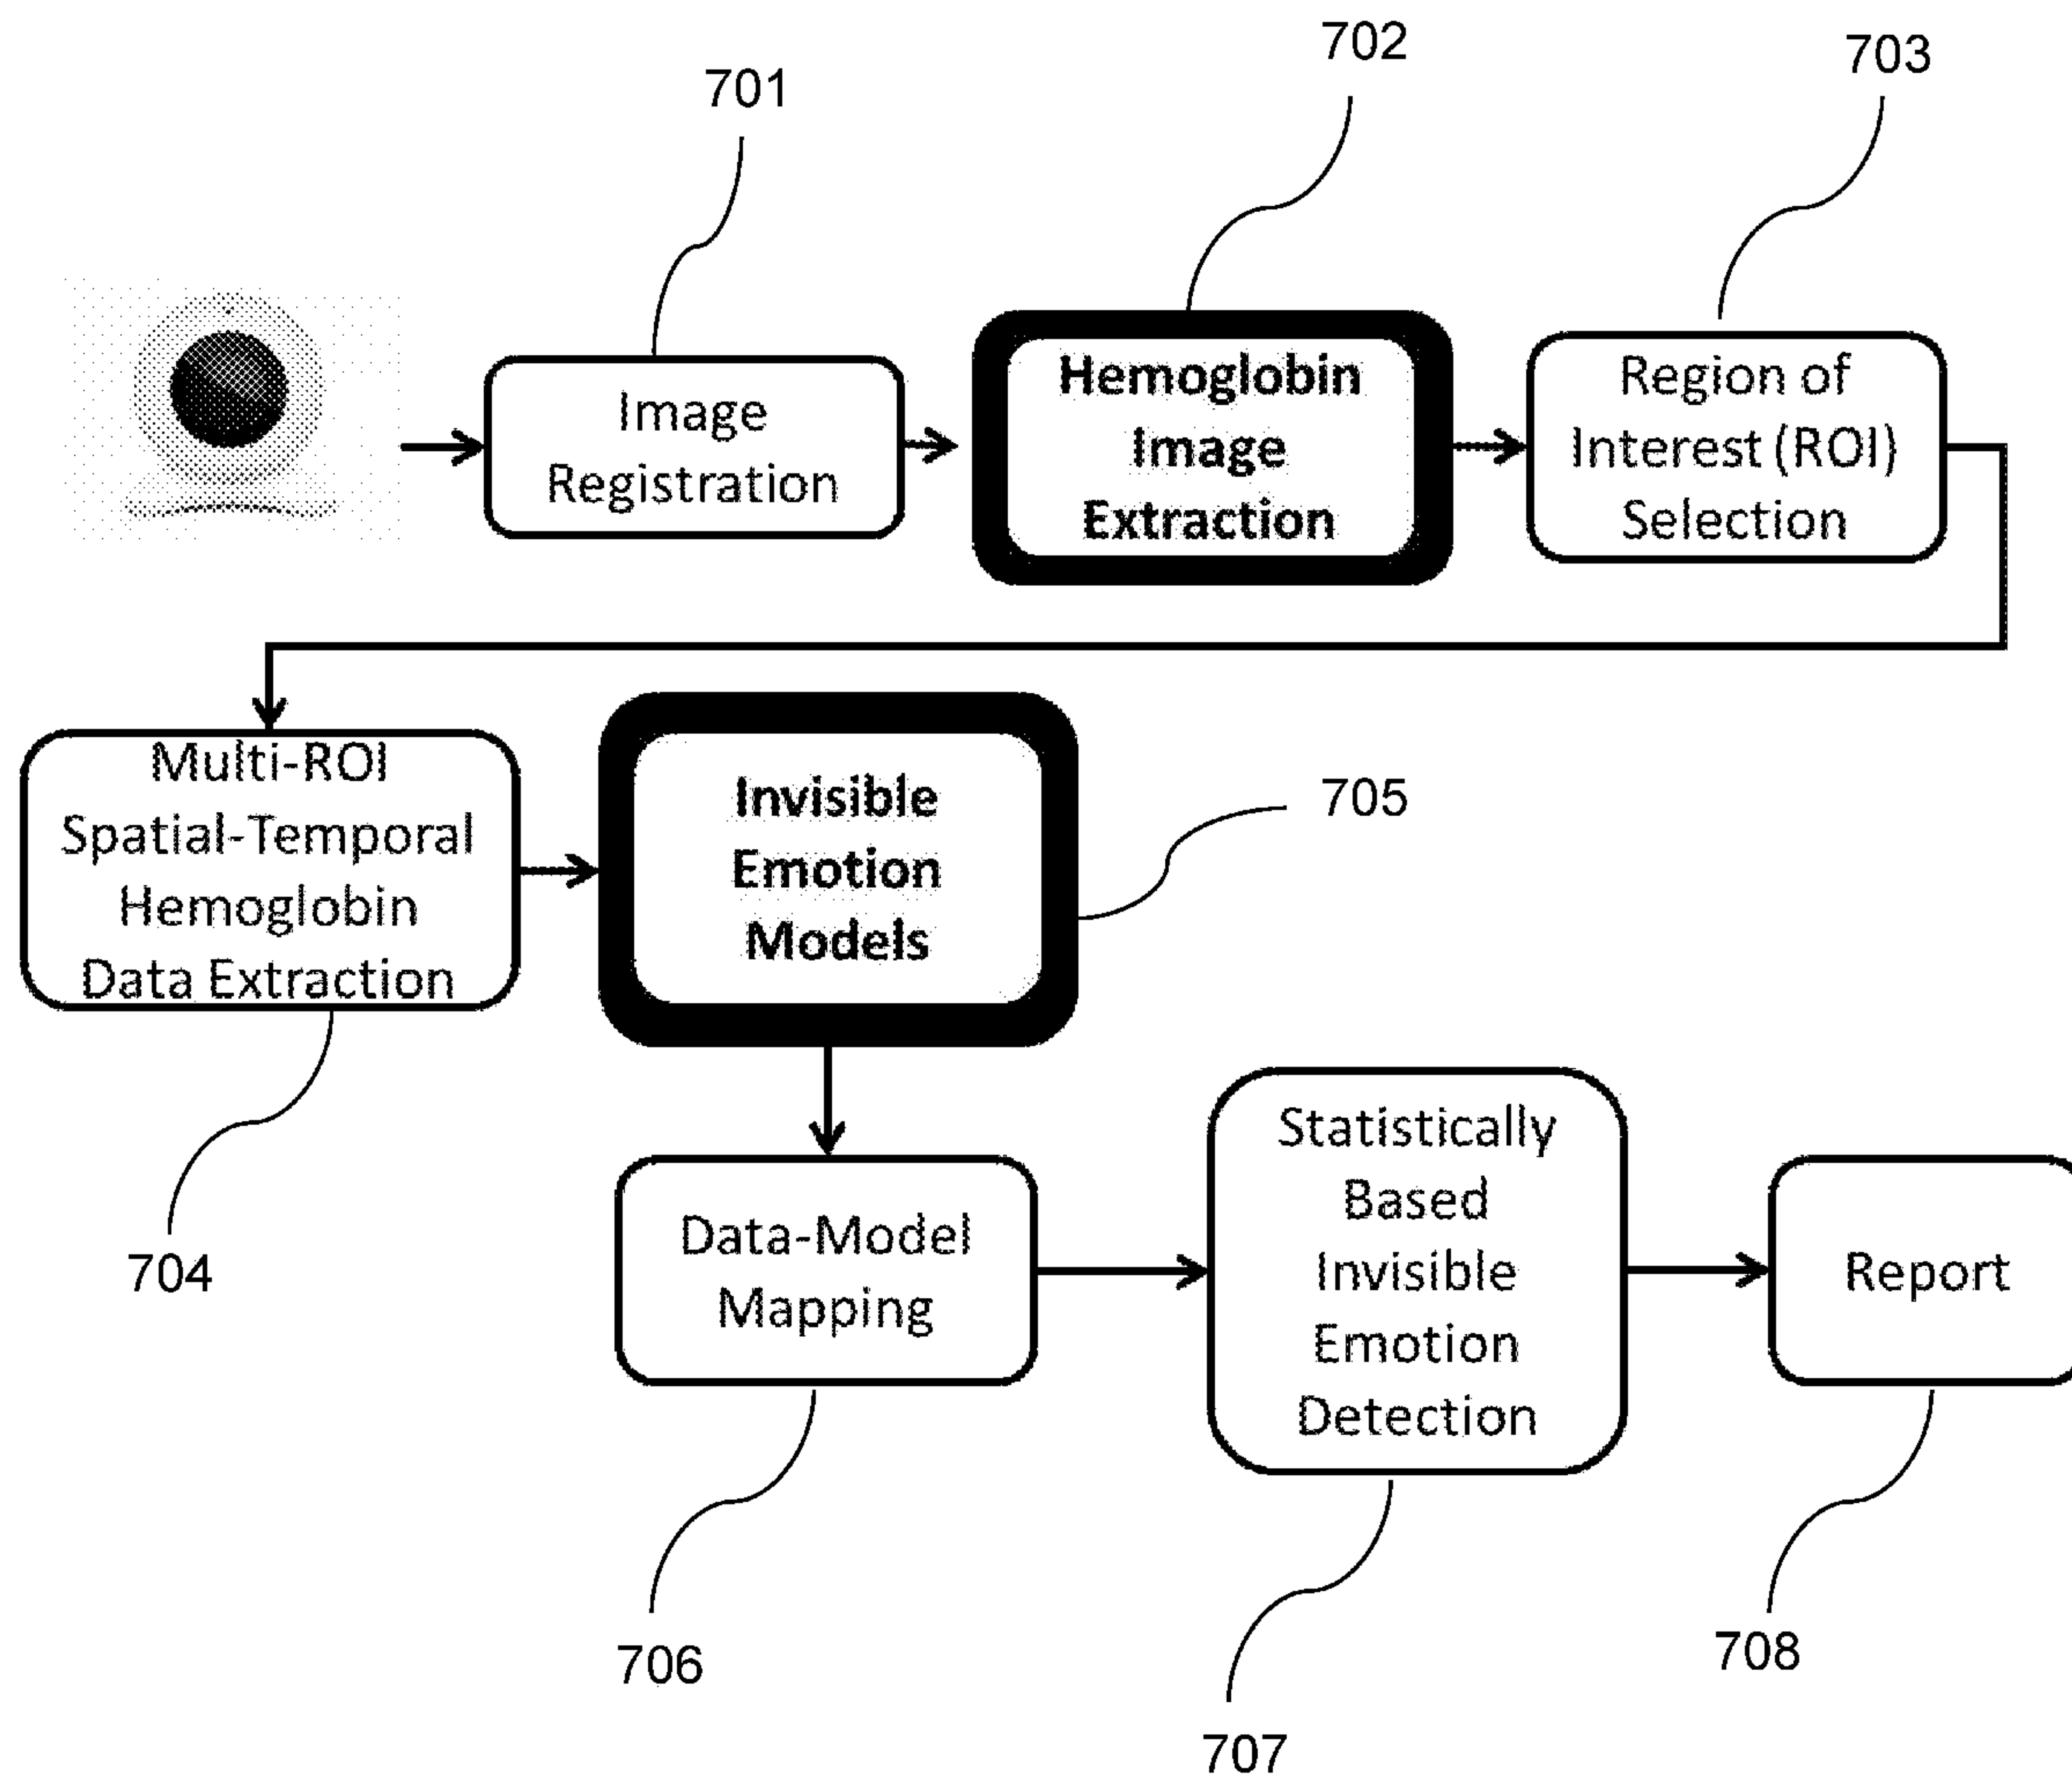 702
703
701
Image
Registration
Hemoglobin
Image
Extraction
Region of
Interest (ROI)
Selection
Multi-ROI
Spatial-Temporal
Hemoglobin
Data Extraction
Invisible
Emotion
Models
705
704
Data-Model
Mapping
Statistically
Based
Invisible
Emotion
Detection
Report
706
708
707